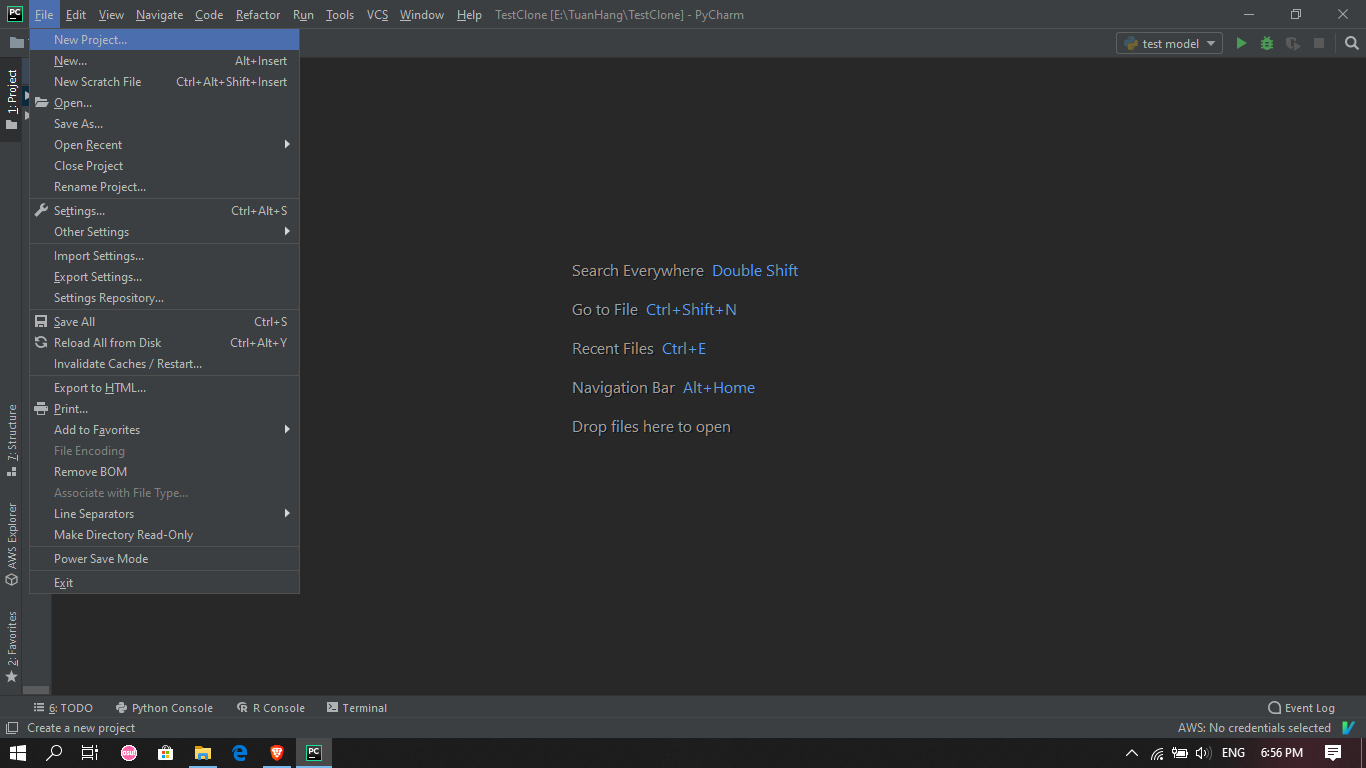 PC File Edit View Navigate Code Refactor Run Tools VCS Window Help TestClone [E:\TuanHang\TestClone] - PyCharm
test model
New Project...
New... Alt+Insert
New Scratch File Ctrl+Alt+Shift+Insert
Open...
Save As...
Open Recent
Close Project
Rename Project...
Settings... Ctrl+Alt+S
Other Settings
Import Settings...
Export Settings...
Settings Repository...
Save All Ctrl+S
Reload All from Disk Ctrl+Alt+Y
Invalidate Caches / Restart...
Export to HTML...
Print...
Add to Favorites
File Encoding
Remove BOM
Associate with File Type...
Line Separators
Make Directory Read-Only
Power Save Mode
Exit
1: Project
7: Structure
AWS Explorer
2: Favorites
Search Everywhere Double Shift
Go to File Ctrl+Shift+N
Recent Files Ctrl+E
Navigation Bar Alt+Home
Drop files here to open
6: TODO Python Console R Console Terminal Event Log
Create a new project AWS: No credentials selected
osu! PC ENG 6:56 PM